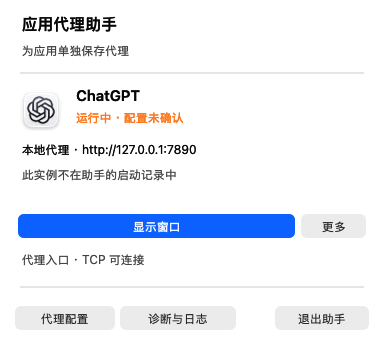 应用代理助手
为应用单独保存代理
ChatGPT
运行中 · 配置未确认
本地代理 · http://127.0.0.1:7890
此实例不在助手的启动记录中
显示窗口
更多
代理入口 · TCP 可连接
代理配置
诊断与日志
退出助手